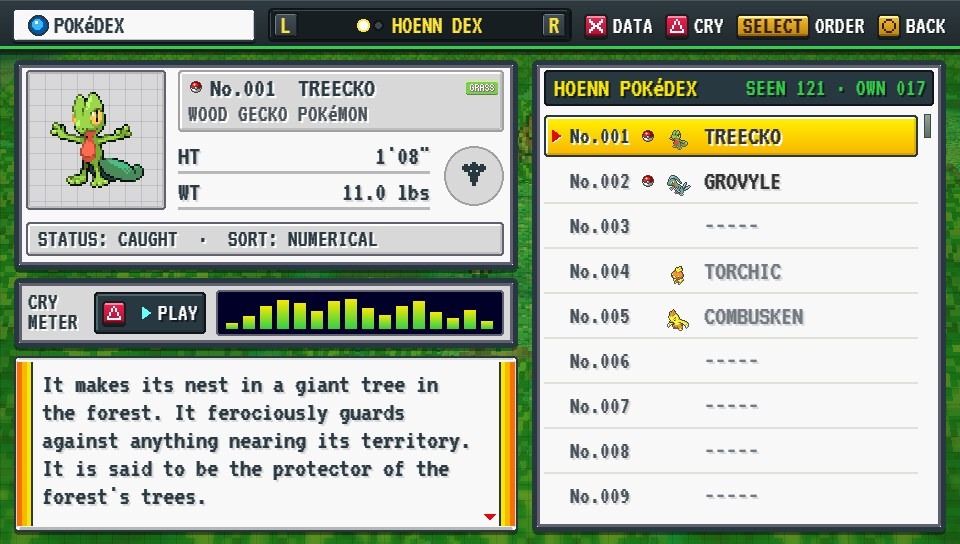 POKéDEX
L
HOENN DEX
R
DATA
CRY
SELECT ORDER
BACK
No.001 TREECKO
GRASS
WOOD GECKO POKéMON
HT 1'08"
WT 11.0 lbs
STATUS: CAUGHT · SORT: NUMERICAL
CRY
METER
PLAY
It makes its nest in a giant tree in
the forest. It ferociously guards
against anything nearing its territory.
It is said to be the protector of the
forest's trees.
HOENN POKéDEX SEEN 121 · OWN 017
No.001 TREECKO
No.002 GROVYLE
No.003 -----
No.004 TORCHIC
No.005 COMBUSKEN
No.006 -----
No.007 -----
No.008 -----
No.009 -----